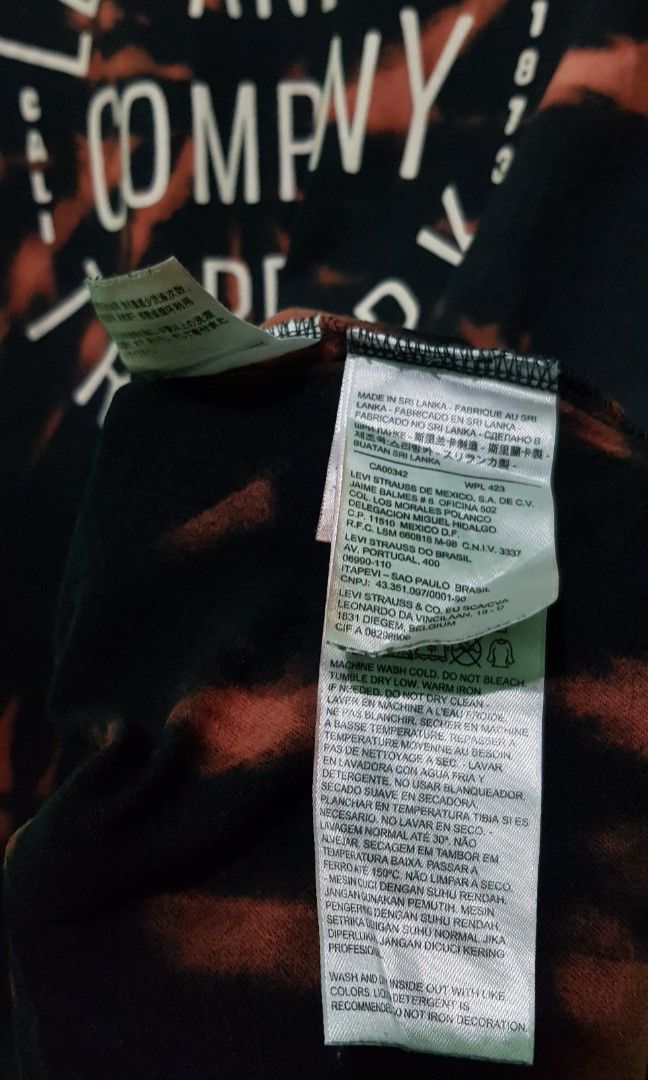 COMPANY
CALI
1873
MADE IN SRI LANKA - FABRIQUE AU SRI
LANKA - FABRICADO EN SRI LANKA -
FABRICADO NO SRI LANKA - СДЕЛАНО В
ШРИ-ЛАНКЕ - 斯里兰卡制造 - 斯里蘭卡製 -
제조국:스리랑카 - スリランカ製 -
BUATAN SRI LANKA
CA00342 WPL 423
LEVI STRAUSS DE MEXICO, S.A. DE C.V.
JAIME BALMES # 8 OFICINA 502
COL. LOS MORALES POLANCO
DELEGACION MIGUEL HIDALGO
C.P. 11510 MEXICO D.F.
R.F.C. LSM 660818 M-98 C.N.I.V. 3337
LEVI STRAUSS DO BRASIL
AV. PORTUGAL, 400
06990-110
ITAPEVI – SAO PAULO BRASIL
CNPJ: 43.351.097/0001-90
LEVI STRAUSS & CO. EU SCA/CVA
LEONARDO DA VINCILAAN, 19 - D
1831 DIEGEM, BELGIUM
CIF A 08298606
MACHINE WASH COLD. DO NOT BLEACH.
TUMBLE DRY LOW. WARM IRON
IF NEEDED. DO NOT DRY CLEAN -
LAVER EN MACHINE A L'EAU FROIDE.
NE PAS BLANCHIR. SECHER EN MACHINE
A BASSE TEMPERATURE. REPASSER A
TEMPERATURE MOYENNE AU BESOIN.
PAS DE NETTOYAGE A SEC - LAVAR
EN LAVADORA CON AGUA FRIA Y
DETERGENTE. NO USAR BLANQUEADOR.
SECADO SUAVE EN SECADORA.
PLANCHAR EN TEMPERATURA TIBIA SI ES
NECESARIO. NO LAVAR EN SECO. -
LAVAGEM NORMAL ATÉ 30º. NÃO
ALVEJAR. SECAGEM EM TAMBOR EM
TEMPERATURA BAIXA. PASSAR A
FERRO ATÉ 150°C. NÃO LIMPAR A SECO.
- MESIN CUCI DENGAN SUHU RENDAH.
JANGAN GUNAKAN PEMUTIH. MESIN
PENGERING DENGAN SUHU RENDAH.
SETRIKA DENGAN SUHU NORMAL JIKA
DIPERLUKAN. JANGAN DICUCI KERING
PROFESIO
WASH AND DRY INSIDE OUT WITH LIKE
COLORS. LIQ DETERGENT IS
RECOMMENDED. DO NOT IRON DECORATION.